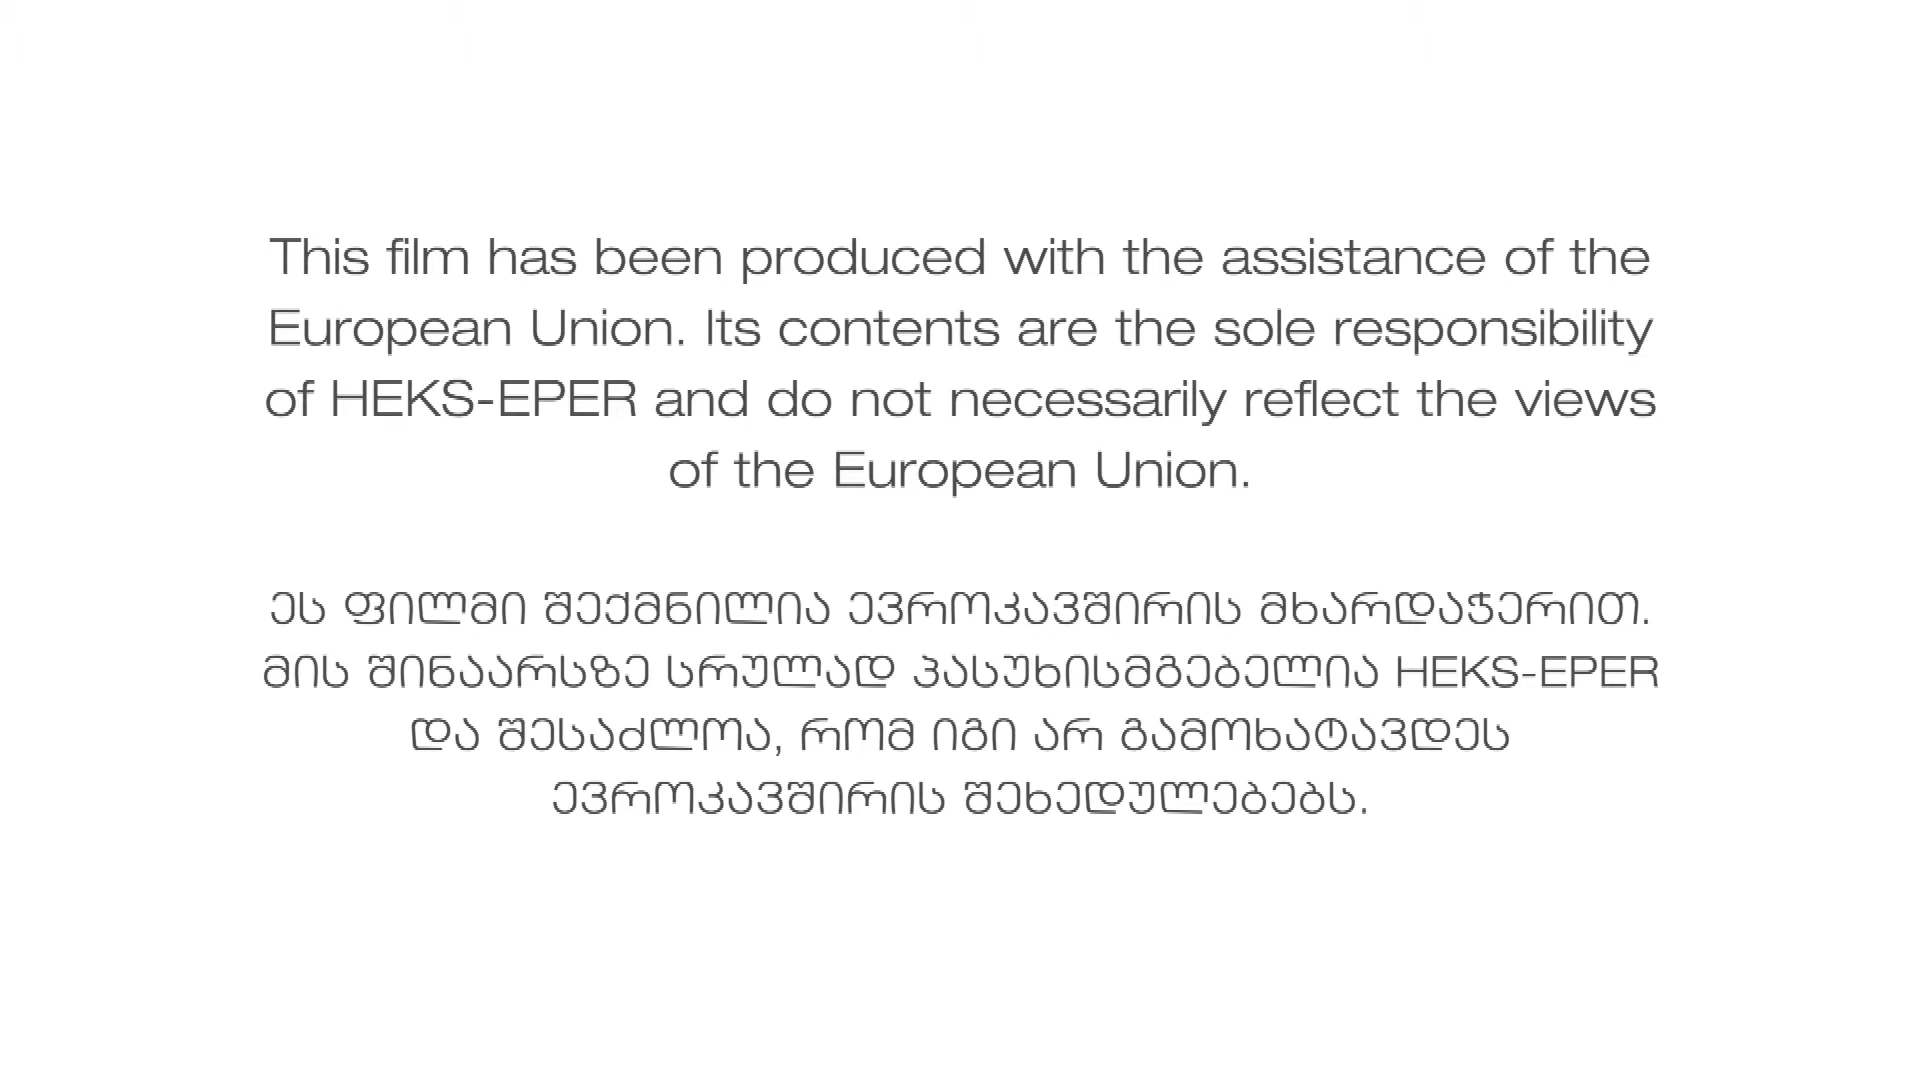 This film has been produced with the assistance of the
European Union. Its contents are the sole responsibility
of HEKS-EPER and do not necessarily reflect the views
of the European Union.
ეს ფილმი შექმნილია ევროკავშირის მხარდაჭერით.
მის შინაარსზე სრულად პასუხისმგებელია HEKS-EPER
და შესაძლოა, რომ იგი არ გამოხატავდეს
ევროკავშირის შეხედულებებს.